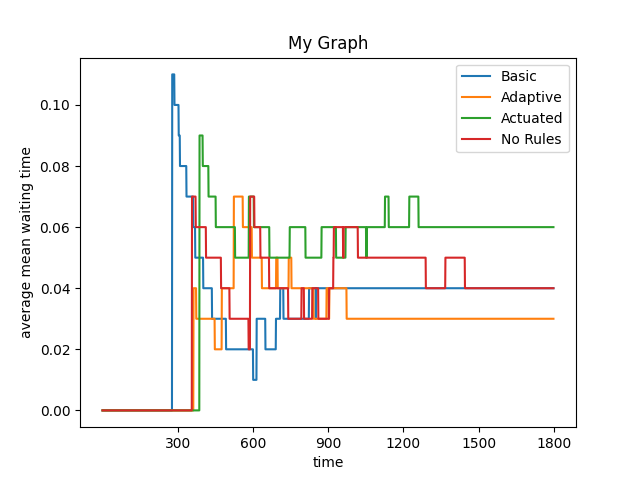 My Graph
Basic
Adaptive
Actuated
No Rules
average mean waiting time
0.10
0.08
0.06
0.04
0.02
0.00
300 600 900 1200 1500 1800
time